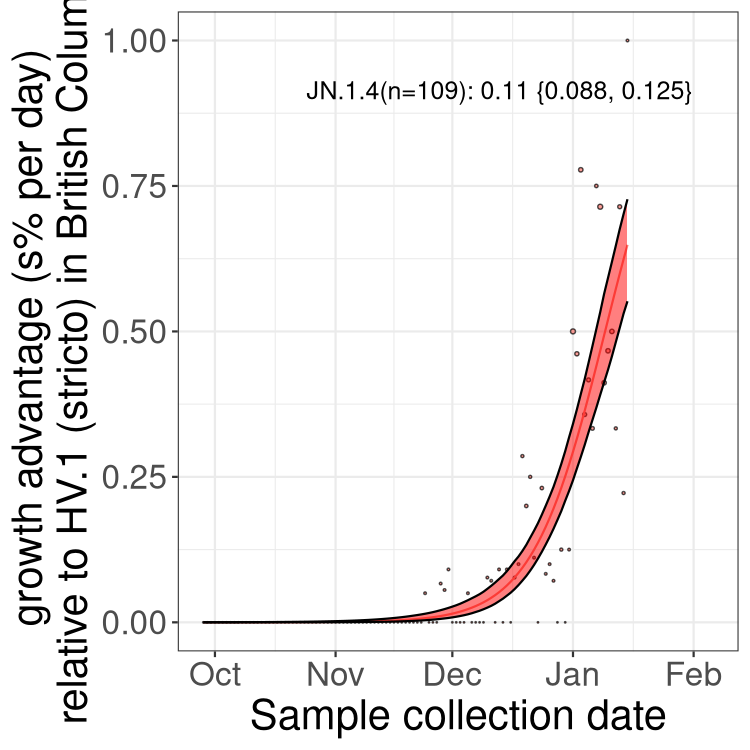 growth advantage (s% per day)
relative to HV.1 (stricto) in British Colum
1.00
0.75
0.50
0.25
0.00
JN.1.4(n=109): 0.11 {0.088, 0.125}
Oct Nov Dec Jan Feb
Sample collection date